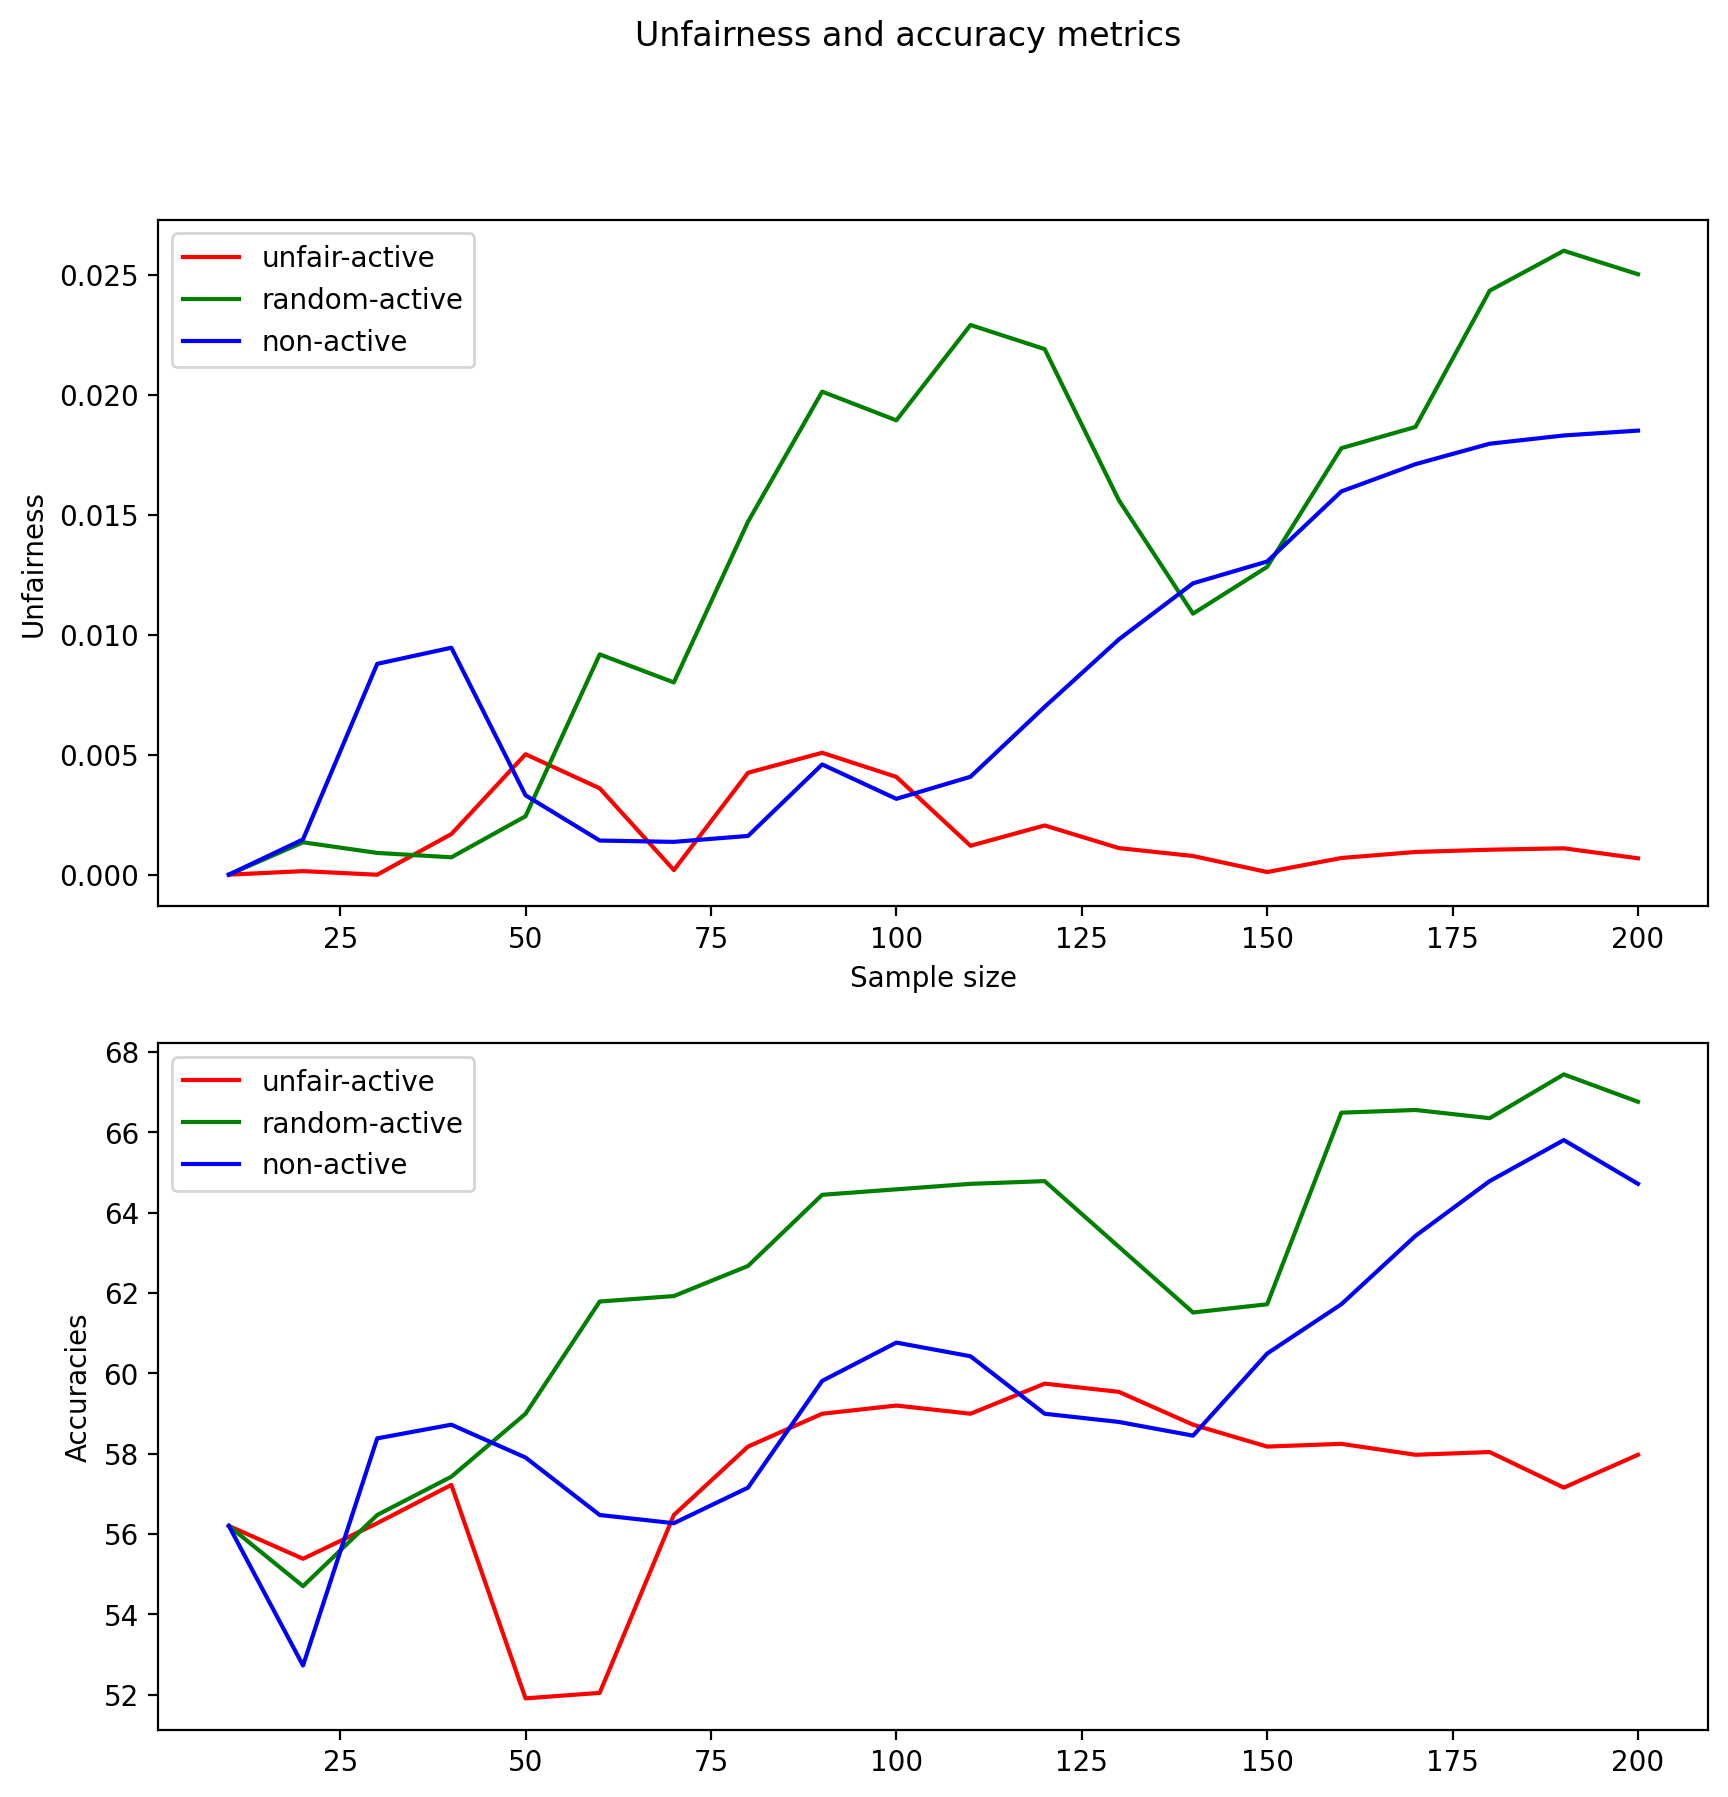 Unfairness and accuracy metrics
unfair-active
random-active
non-active
0.025
0.020
0.015
0.010
0.005
0.000
Unfairness
25 50 75 100 125 150 175 200
Sample size
unfair-active
random-active
non-active
68
66
64
62
60
58
56
54
52
Accuracies
25 50 75 100 125 150 175 200